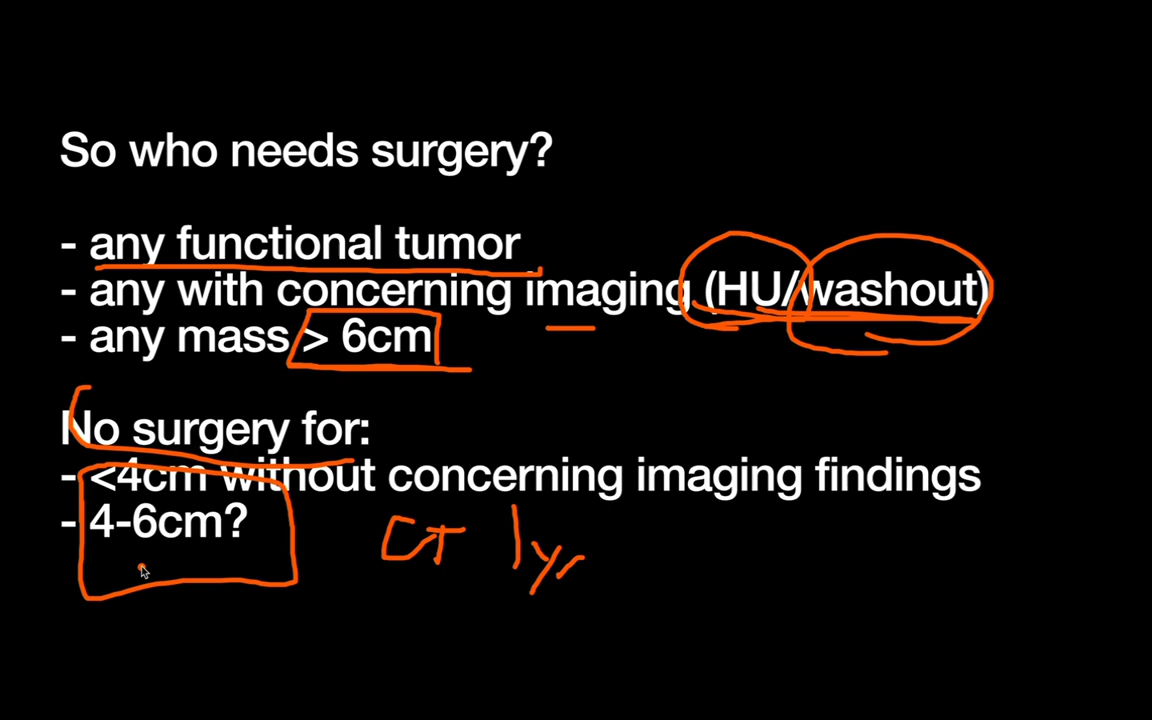 So who needs surgery?
- any functional tumor
- any with concerning imaging (HU/washout)
- any mass > 6cm
No surgery for:
- <4cm without concerning imaging findings
- 4-6cm?
CT 1yr